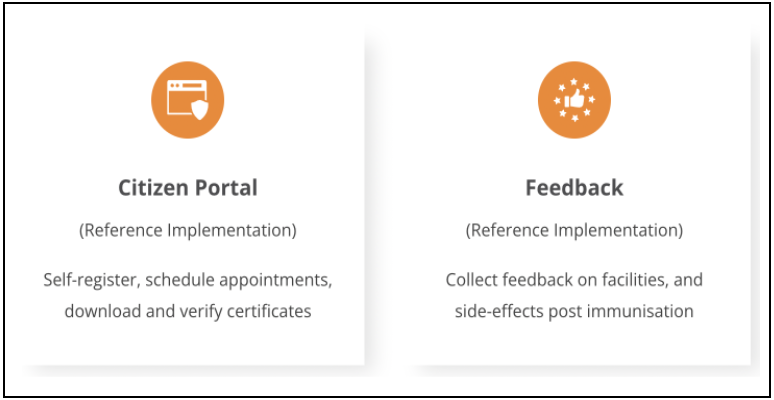 Citizen Portal
(Reference Implementation)
Self-register, schedule appointments,
download and verify certificates
Feedback
(Reference Implementation)
Collect feedback on facilities, and
side-effects post immunisation